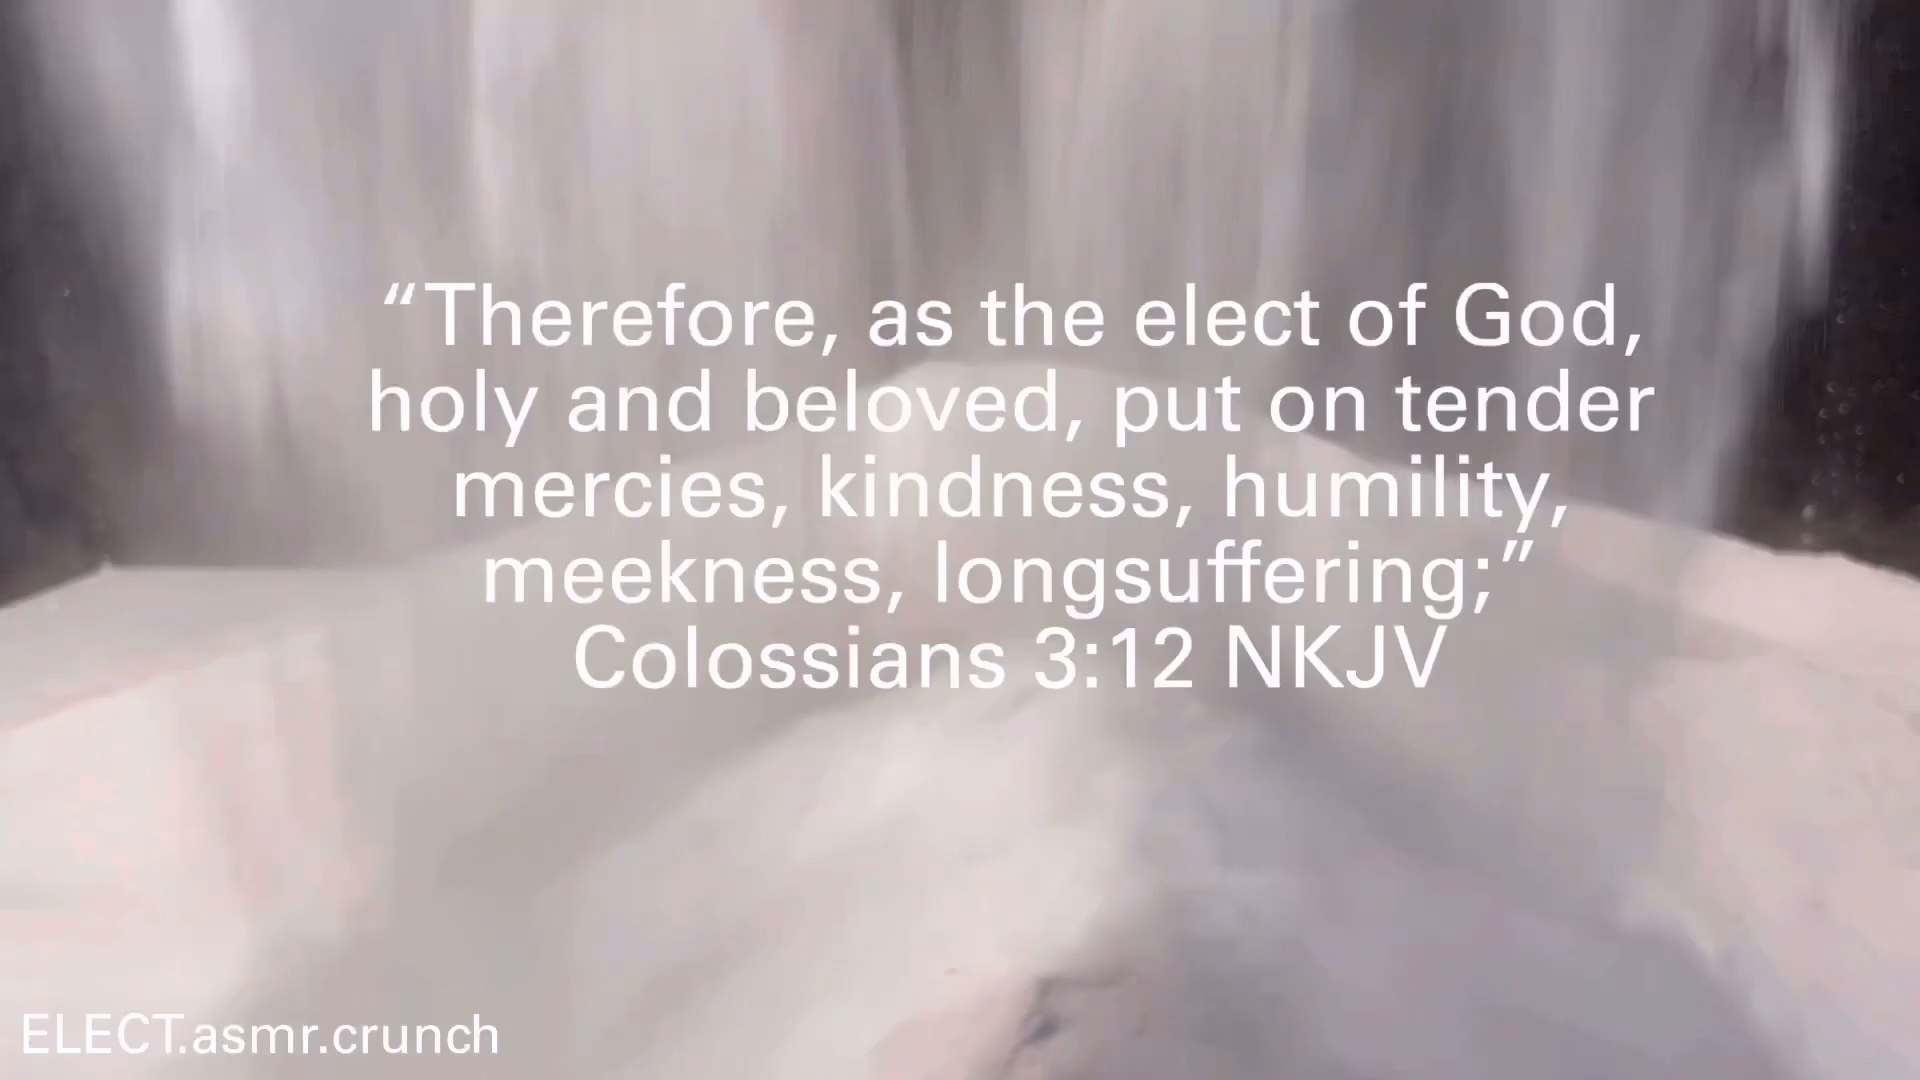 “Therefore, as the elect of God,
holy and beloved, put on tender
mercies, kindness, humility,
meekness, longsuffering;”
Colossians 3:12 NKJV
ELECT.asmr.crunch